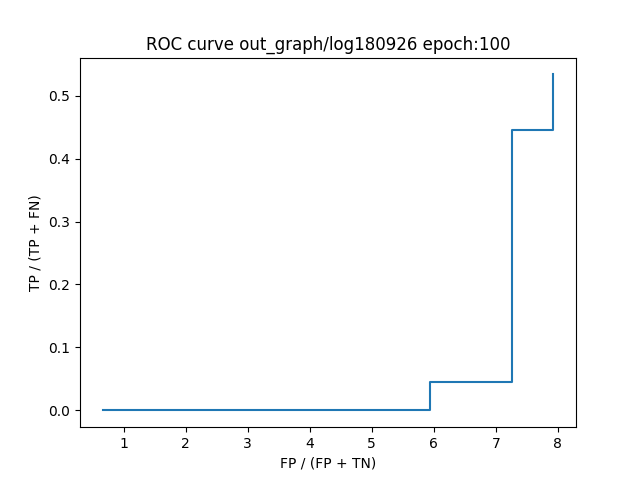 ROC curve out_graph/log180926 epoch:100
0.5
0.4
0.3
0.2
0.1
0.0
TP / (TP + FN)
1 2 3 4 5 6 7 8
FP / (FP + TN)